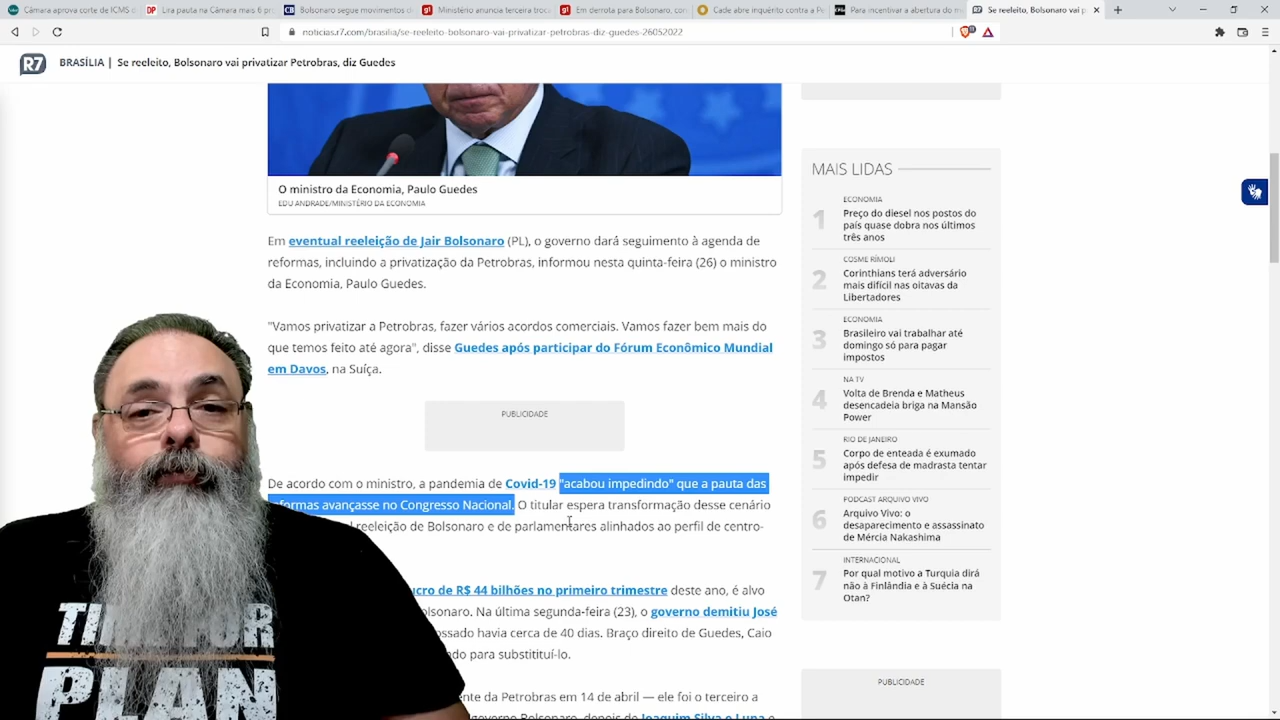 Câmara aprova corte de ICMS d
Lira pauta na Câmara mais 6 pro
Bolsonaro segue movimentos d
Ministério anuncia terceira troca
Em derrota para Bolsonaro, con
Cade abre inquérito contra a Pe
Para incentivar a abertura do me
Se reeleito, Bolsonaro vai p
noticias.r7.com/brasilia/se-reeleito-bolsonaro-vai-privatizar-petrobras-diz-guedes-26052022
R7
BRASÍLIA | Se reeleito, Bolsonaro vai privatizar Petrobras, diz Guedes
O ministro da Economia, Paulo Guedes
EDU ANDRADE/MINISTÉRIO DA ECONOMIA
Em eventual reeleição de Jair Bolsonaro (PL), o governo dará seguimento à agenda de
reformas, incluindo a privatização da Petrobras, informou nesta quinta-feira (26) o ministro
da Economia, Paulo Guedes.
"Vamos privatizar a Petrobras, fazer vários acordos comerciais. Vamos fazer bem mais do
que temos feito até agora", disse Guedes após participar do Fórum Econômico Mundial
em Davos, na Suíça.
PUBLICIDADE
De acordo com o ministro, a pandemia de Covid-19 "acabou impedindo" que a pauta das
eformas avançasse no Congresso Nacional. O titular espera transformação desse cenário
l reeleição de Bolsonaro e de parlamentares alinhados ao perfil de centro-
ucro de R$ 44 bilhões no primeiro trimestre deste ano, é alvo
olsonaro. Na última segunda-feira (23), o governo demitiu José
ossado havia cerca de 40 dias. Braço direito de Guedes, Caio
ndo para substituí-lo.
ente da Petrobras em 14 de abril — ele foi o terceiro a
governo Bolsonaro, depois de Joaquim Silva e Luna e
MAIS LIDAS
1
ECONOMIA
Preço do diesel nos postos do
país quase dobra nos últimos
três anos
2
COSME RÍMOLI
Corinthians terá adversário
mais difícil nas oitavas da
Libertadores
3
ECONOMIA
Brasileiro vai trabalhar até
domingo só para pagar
impostos
4
NA TV
Volta de Brenda e Matheus
desencadeia briga na Mansão
Power
5
RIO DE JANEIRO
Corpo de enteada é exumado
após defesa de madrasta tentar
impedir
6
PODCAST ARQUIVO VIVO
Arquivo Vivo: o
desaparecimento e assassinato
de Mércia Nakashima
7
INTERNACIONAL
Por qual motivo a Turquia dirá
não à Finlândia e à Suécia na
Otan?
PUBLICIDADE
PLAN